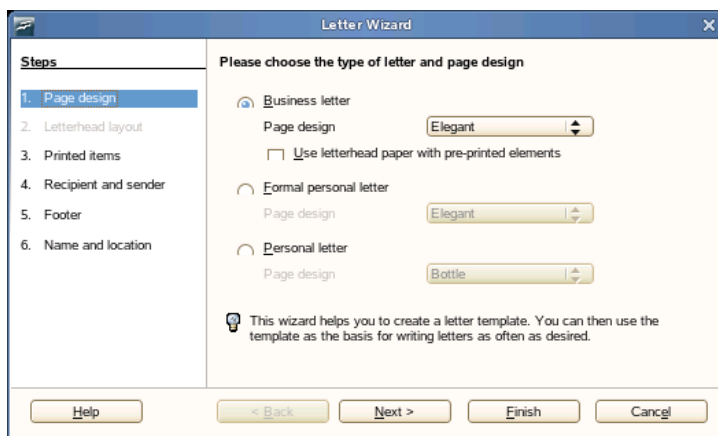 Letter Wizard
Steps
Please choose the type of letter and page design
1. Page design
2. Letterhead layout
3. Printed items
4. Recipient and sender
5. Footer
6. Name and location
Business letter
Page design Elegant
Use letterhead paper with pre-printed elements
Formal personal letter
Page design Elegant
Personal letter
Page design Bottle
This wizard helps you to create a letter template. You can then use the
template as the basis for writing letters as often as desired.
Help < Back Next > Finish Cancel